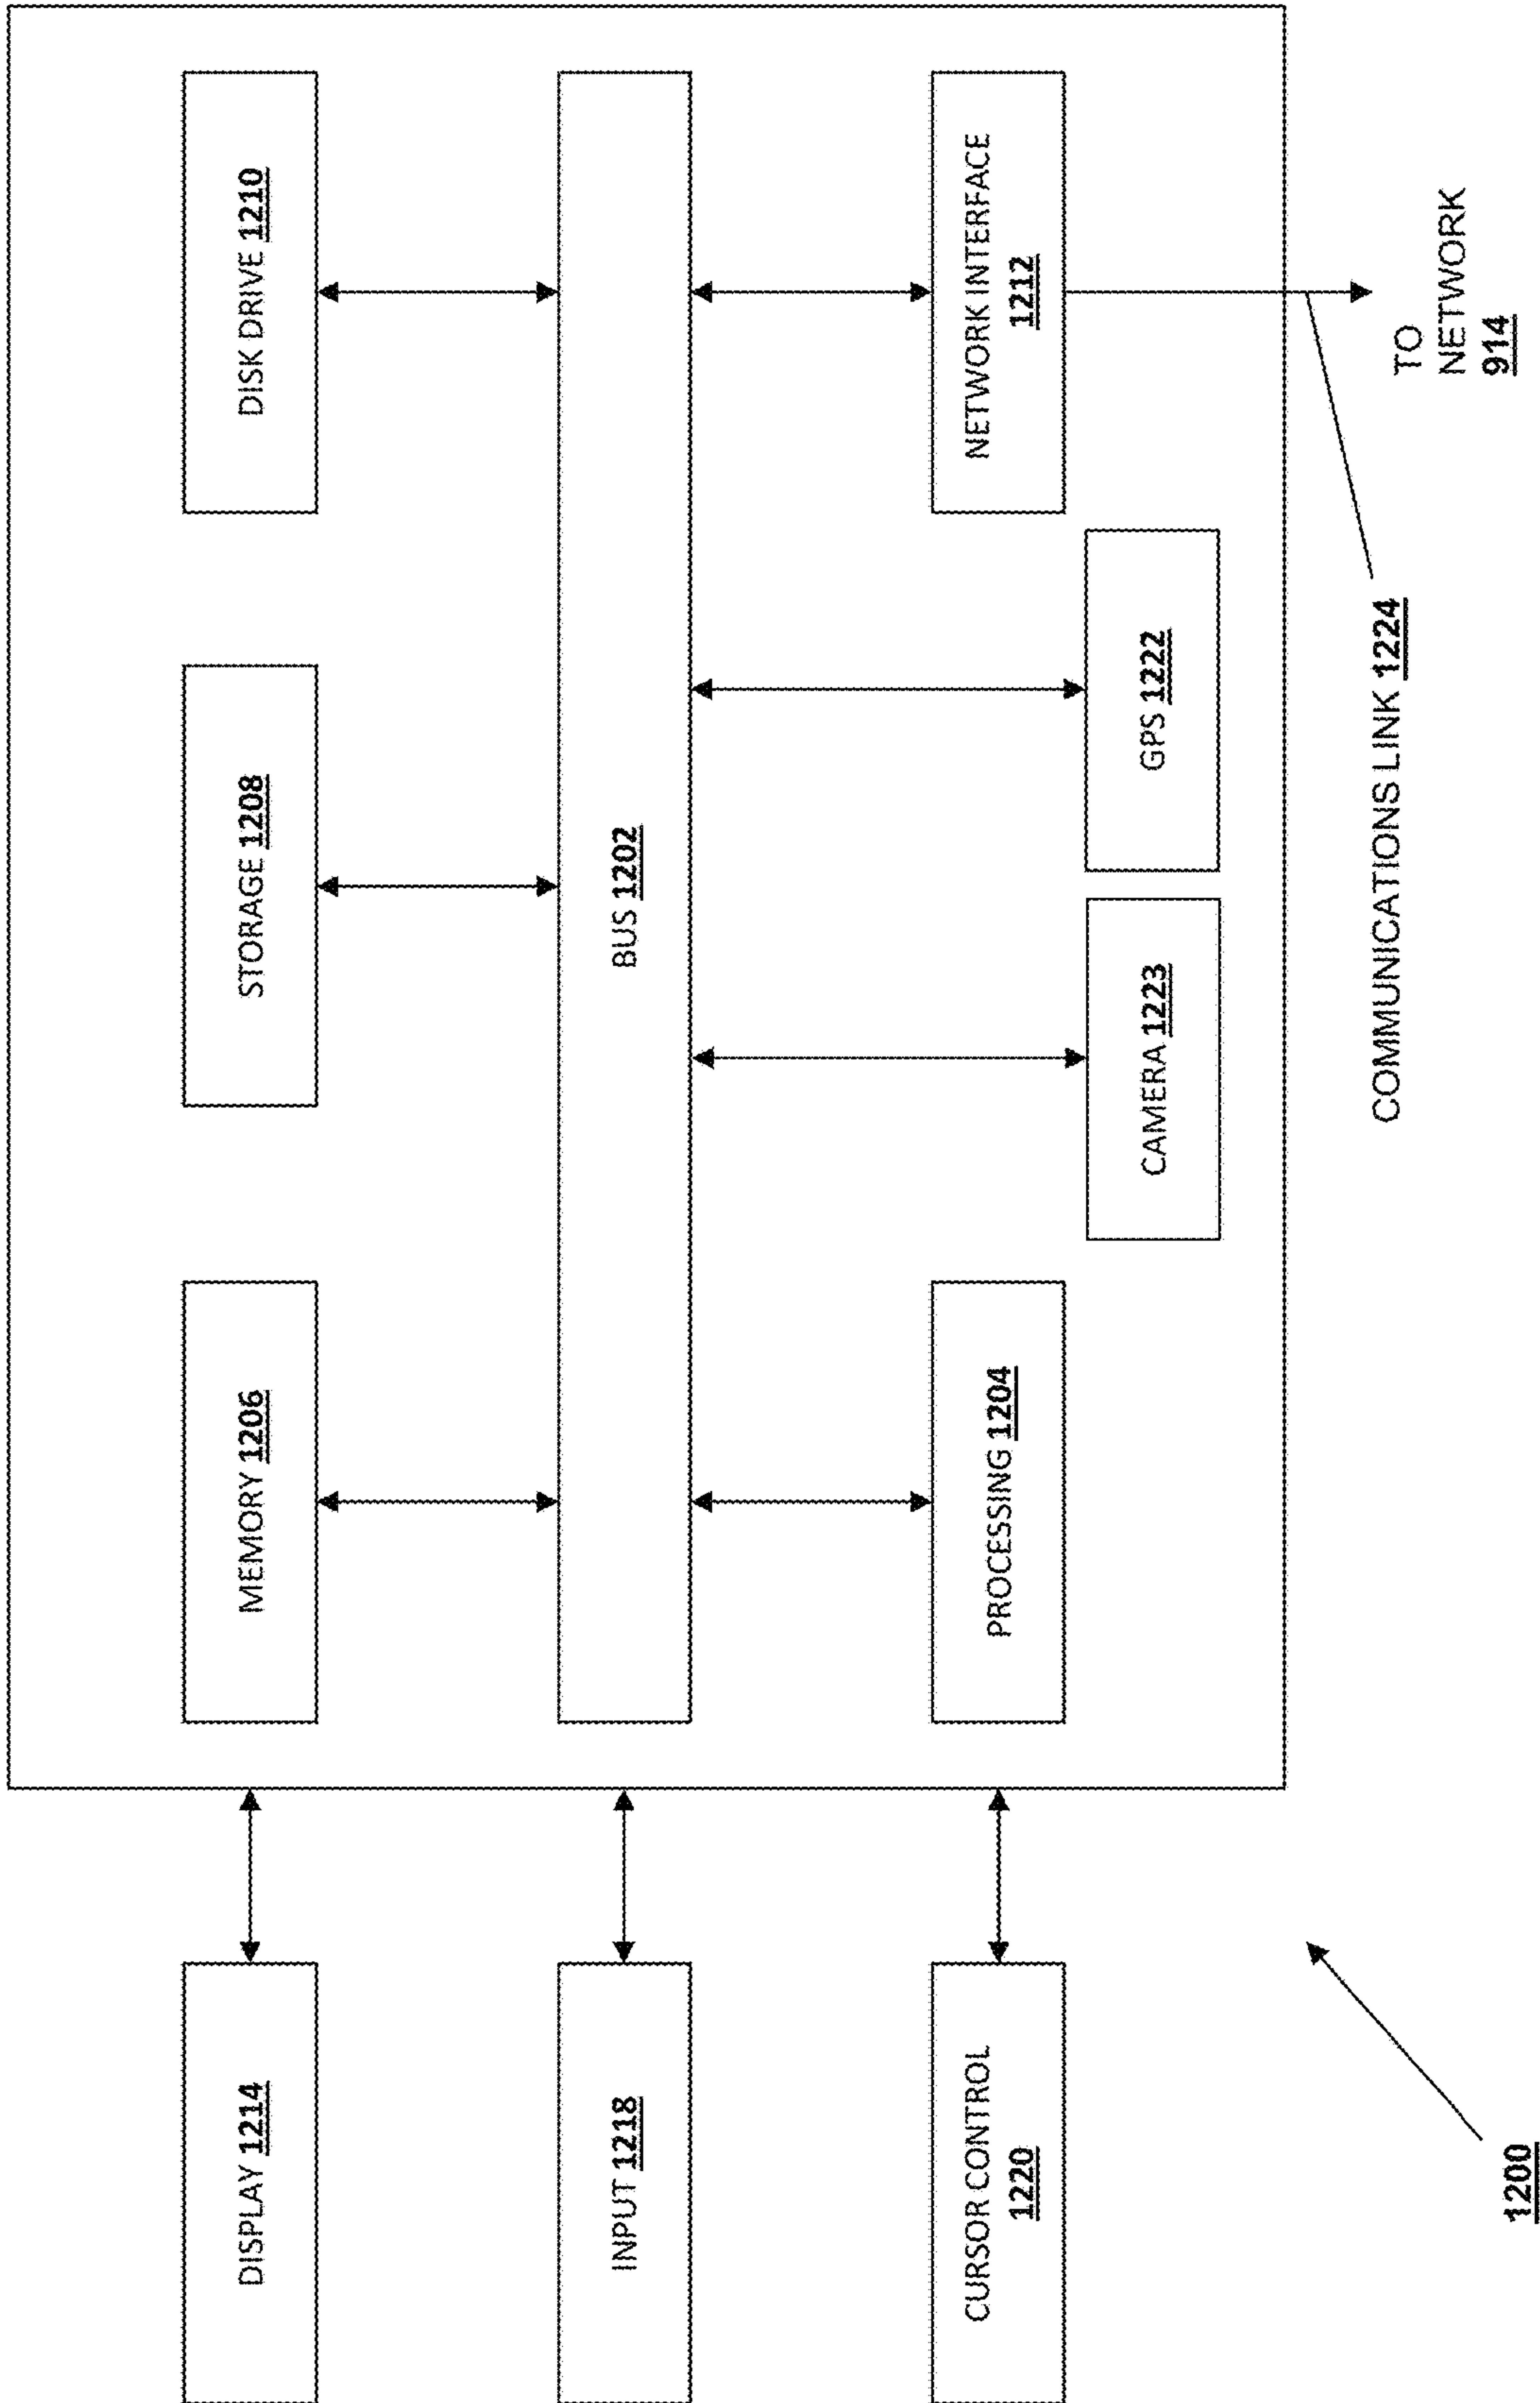 DISPLAY 1214
MEMORY 1206
STORAGE 1208
DISK DRIVE 1210
INPUT 1218
BUS 1202
CURSOR CONTROL
1220
PROCESSING 1204
NETWORK INTERFACE
1212
CAMERA 1223
GPS 1222
COMMUNICATIONS LINK 1224
TO
NETWORK
914
1200